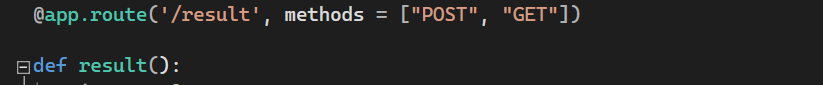 @app.route('/result', methods = ["POST", "GET"])
def result():